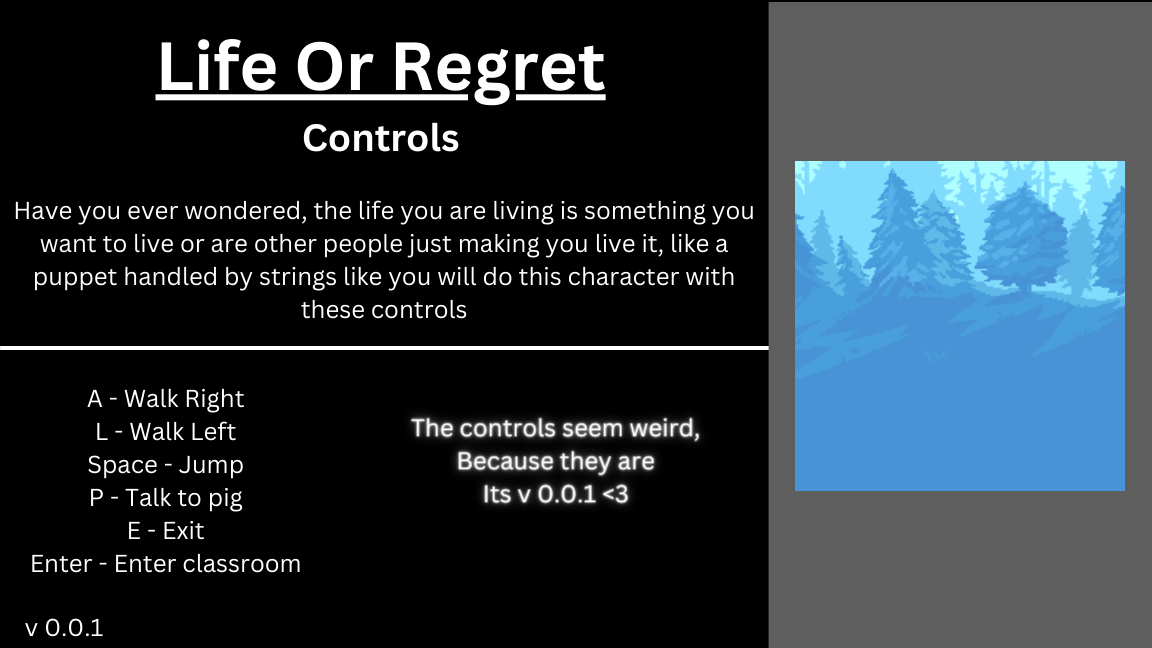 Life Or Regret
Controls
Have you ever wondered, the life you are living is something you
want to live or are other people just making you live it, like a
puppet handled by strings like you will do this character with
these controls
A - Walk Right
L - Walk Left
Space - Jump
P - Talk to pig
E - Exit
Enter - Enter classroom
The controls seem weird,
Because they are
Its v 0.0.1 <3
v 0.0.1